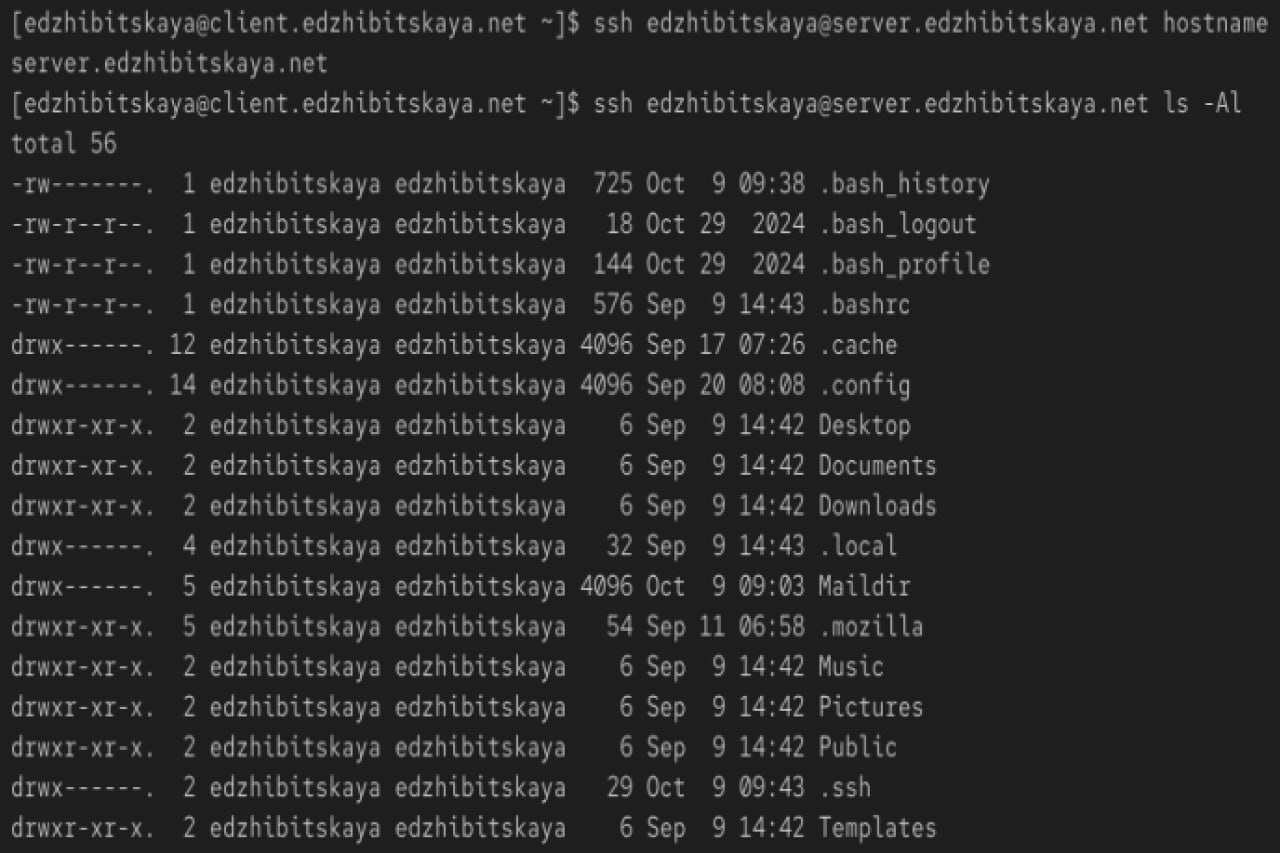 [edzhibitskaya@client.edzhibitskaya.net ~]$ ssh edzhibitskaya@server.edzhibitskaya.net hostname
server.edzhibitskaya.net
[edzhibitskaya@client.edzhibitskaya.net ~]$ ssh edzhibitskaya@server.edzhibitskaya.net ls -Al
total 56
-rw-------.  1 edzhibitskaya edzhibitskaya  725 Oct  9 09:38 .bash_history
-rw-r--r--.  1 edzhibitskaya edzhibitskaya   18 Oct 29  2024 .bash_logout
-rw-r--r--.  1 edzhibitskaya edzhibitskaya  144 Oct 29  2024 .bash_profile
-rw-r--r--.  1 edzhibitskaya edzhibitskaya  576 Sep  9 14:43 .bashrc
drwx------. 12 edzhibitskaya edzhibitskaya 4096 Sep 17 07:26 .cache
drwx------. 14 edzhibitskaya edzhibitskaya 4096 Sep 20 08:08 .config
drwxr-xr-x.  2 edzhibitskaya edzhibitskaya    6 Sep  9 14:42 Desktop
drwxr-xr-x.  2 edzhibitskaya edzhibitskaya    6 Sep  9 14:42 Documents
drwxr-xr-x.  2 edzhibitskaya edzhibitskaya    6 Sep  9 14:42 Downloads
drwx------.  4 edzhibitskaya edzhibitskaya   32 Sep  9 14:43 .local
drwx------.  5 edzhibitskaya edzhibitskaya 4096 Oct  9 09:03 Maildir
drwxr-xr-x.  5 edzhibitskaya edzhibitskaya   54 Sep 11 06:58 .mozilla
drwxr-xr-x.  2 edzhibitskaya edzhibitskaya    6 Sep  9 14:42 Music
drwxr-xr-x.  2 edzhibitskaya edzhibitskaya    6 Sep  9 14:42 Pictures
drwxr-xr-x.  2 edzhibitskaya edzhibitskaya    6 Sep  9 14:42 Public
drwx------.  2 edzhibitskaya edzhibitskaya   29 Oct  9 09:43 .ssh
drwxr-xr-x.  2 edzhibitskaya edzhibitskaya    6 Sep  9 14:42 Templates